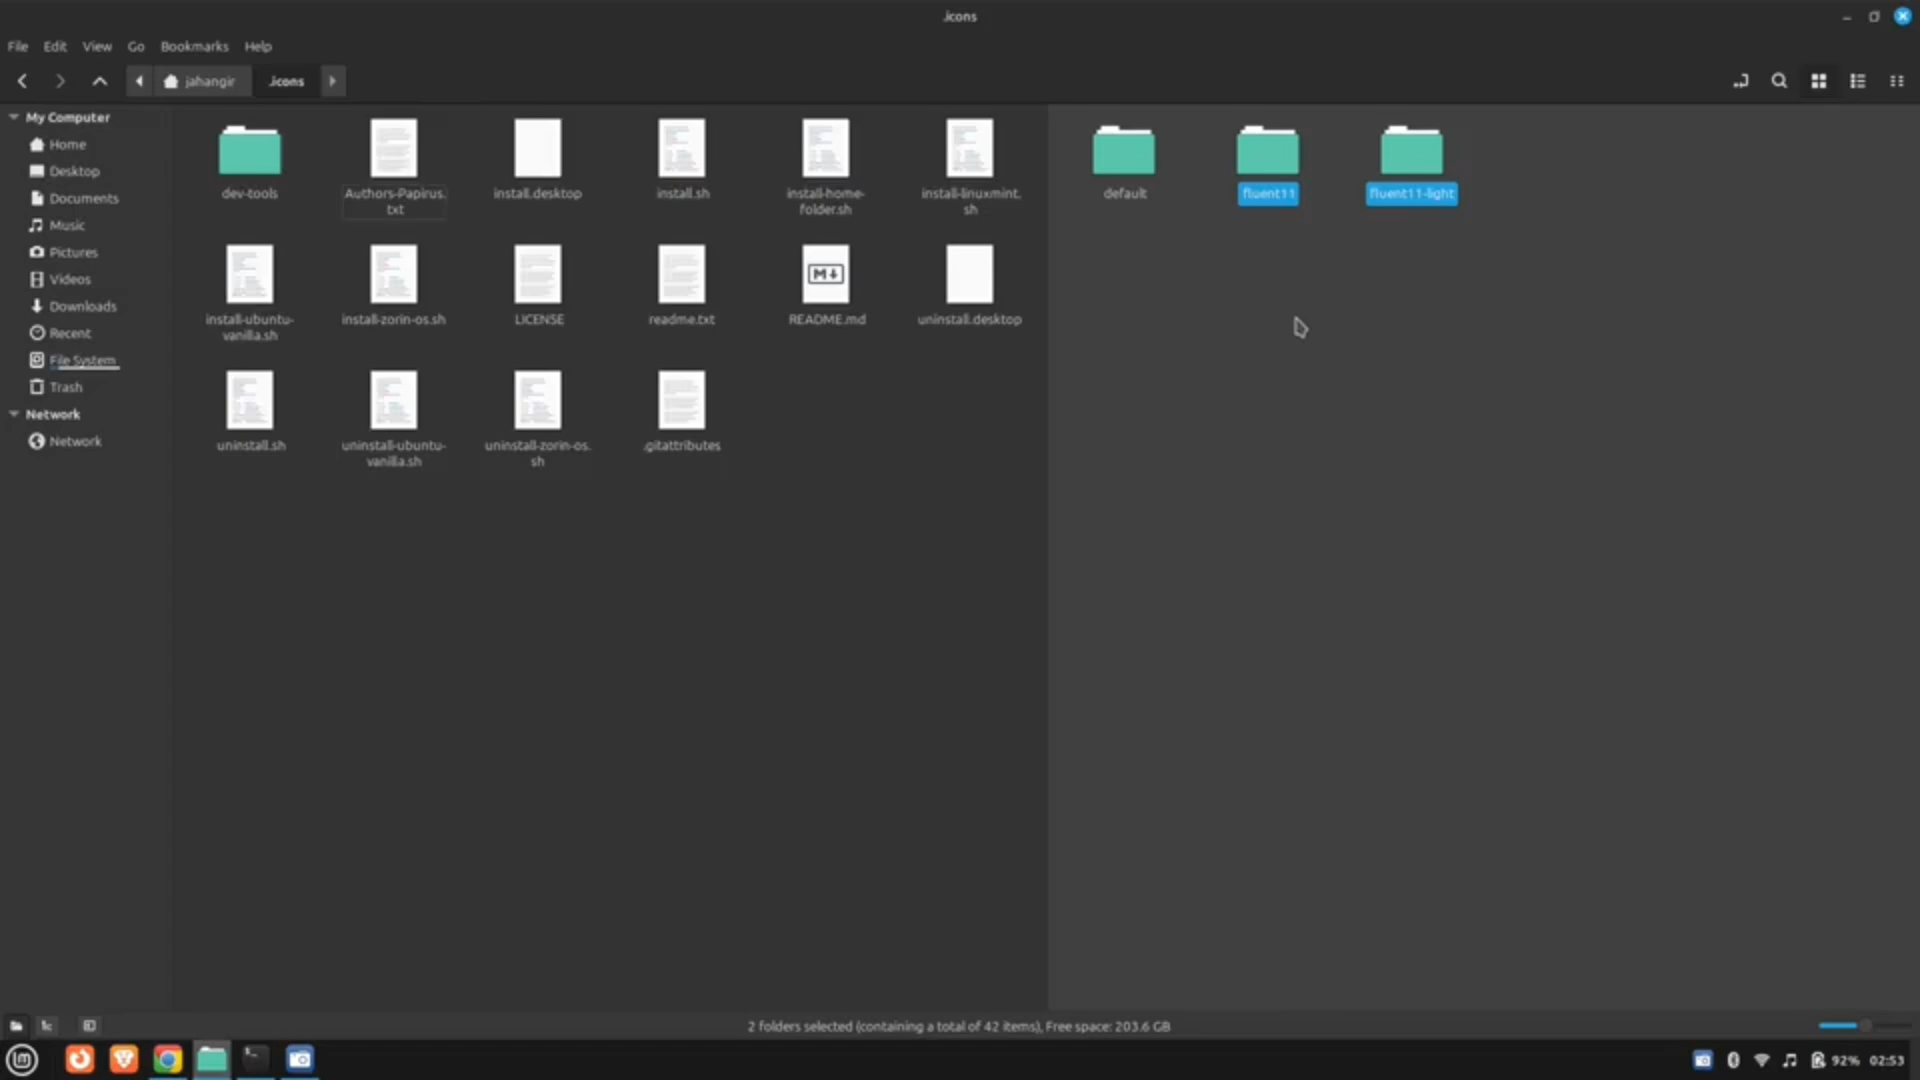 .icons
File Edit View Go Bookmarks Help
jahangir .icons
My Computer
Home
Desktop
Documents
Music
Pictures
Videos
Downloads
Recent
File System
Trash
Network
Network
dev-tools
Authors-Papirus.
txt
install.desktop
install.sh
install-home-
folder.sh
install-linuxmint.
sh
install-ubuntu-
vanilla.sh
install-zorin-os.sh
LICENSE
readme.txt
M
README.md
uninstall.desktop
uninstall.sh
uninstall-ubuntu-
vanilla.sh
uninstall-zorin-os.
sh
.gitattributes
default
fluent11
fluent11-light
2 folders selected (containing a total of 42 items), Free space: 203.6 GB
92% 02:53